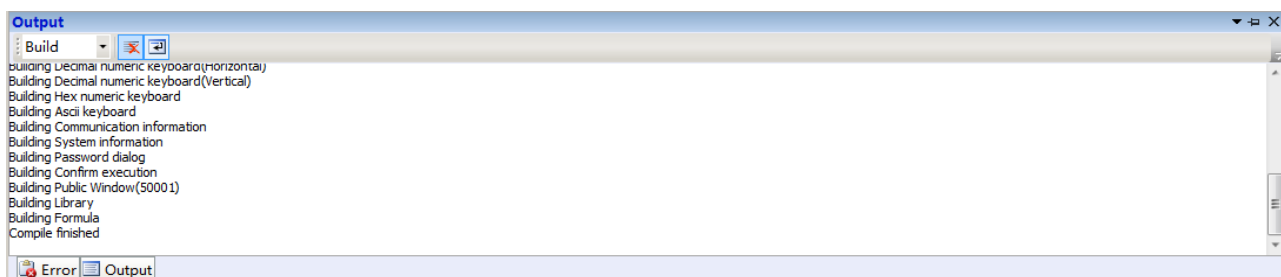 Output
Build
Building Decimal numeric keyboard(Horizontal)
Building Decimal numeric keyboard(Vertical)
Building Hex numeric keyboard
Building Ascii keyboard
Building Communication information
Building System information
Building Password dialog
Building Confirm execution
Building Public Window(50001)
Building Library
Building Formula
Compile finished
Error Output